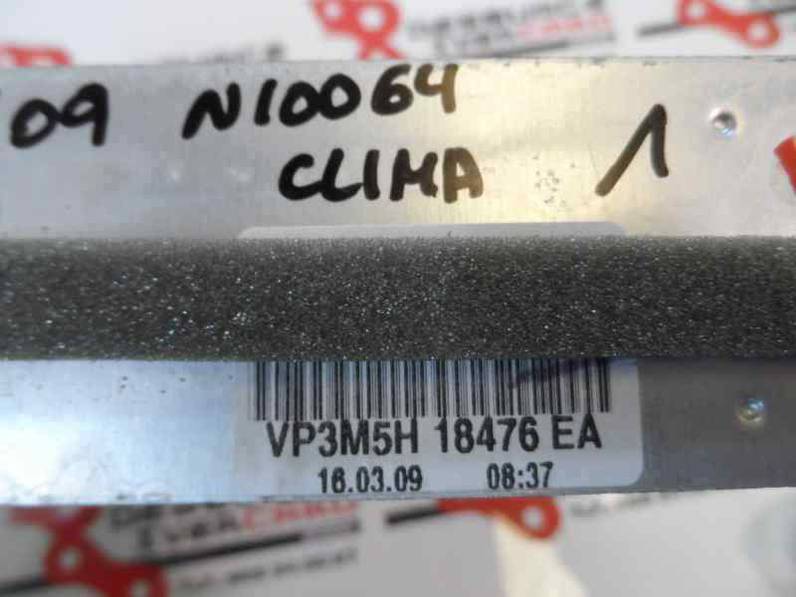 09 N10064 1
CLIMA
VP3M5H 18476 EA
16.03.09 08:37